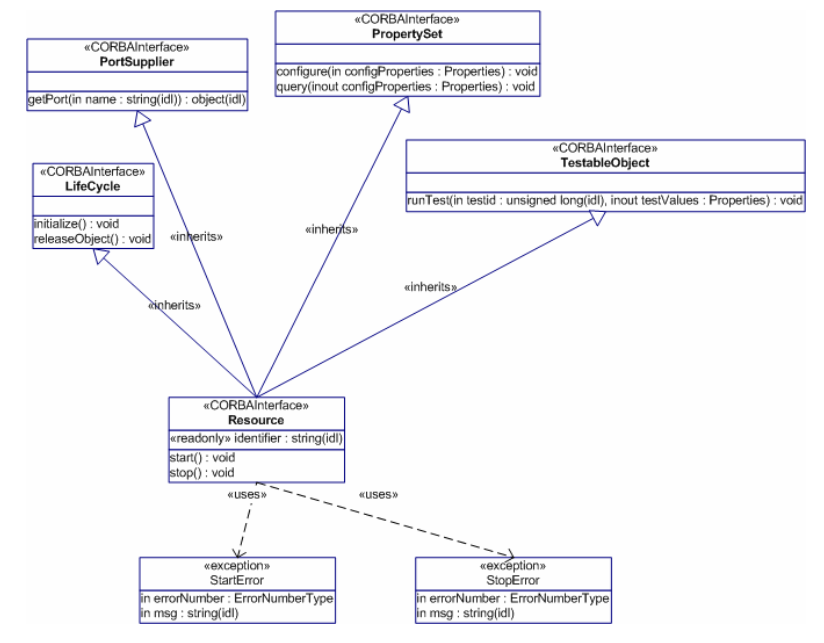 «CORBAInterface»
PropertySet
configure(in configProperties : Properties) : void
query(inout configProperties : Properties) : void
«CORBAInterface»
PortSupplier
getPort(in name : string(idl)) : object(idl)
«CORBAInterface»
TestableObject
runTest(in testid : unsigned long(idl), inout testValues : Properties) : void
«CORBAInterface»
LifeCycle
initialize() : void
releaseObject() : void
«inherits»
«inherits»
«inherits»
«inherits»
«CORBAInterface»
Resource
«readonly» identifier : string(idl)
start() : void
stop() : void
«uses»
«uses»
«exception»
StartError
in errorNumber : ErrorNumberType
in msg : string(idl)
«exception»
StopError
in errorNumber : ErrorNumberType
in msg : string(idl)